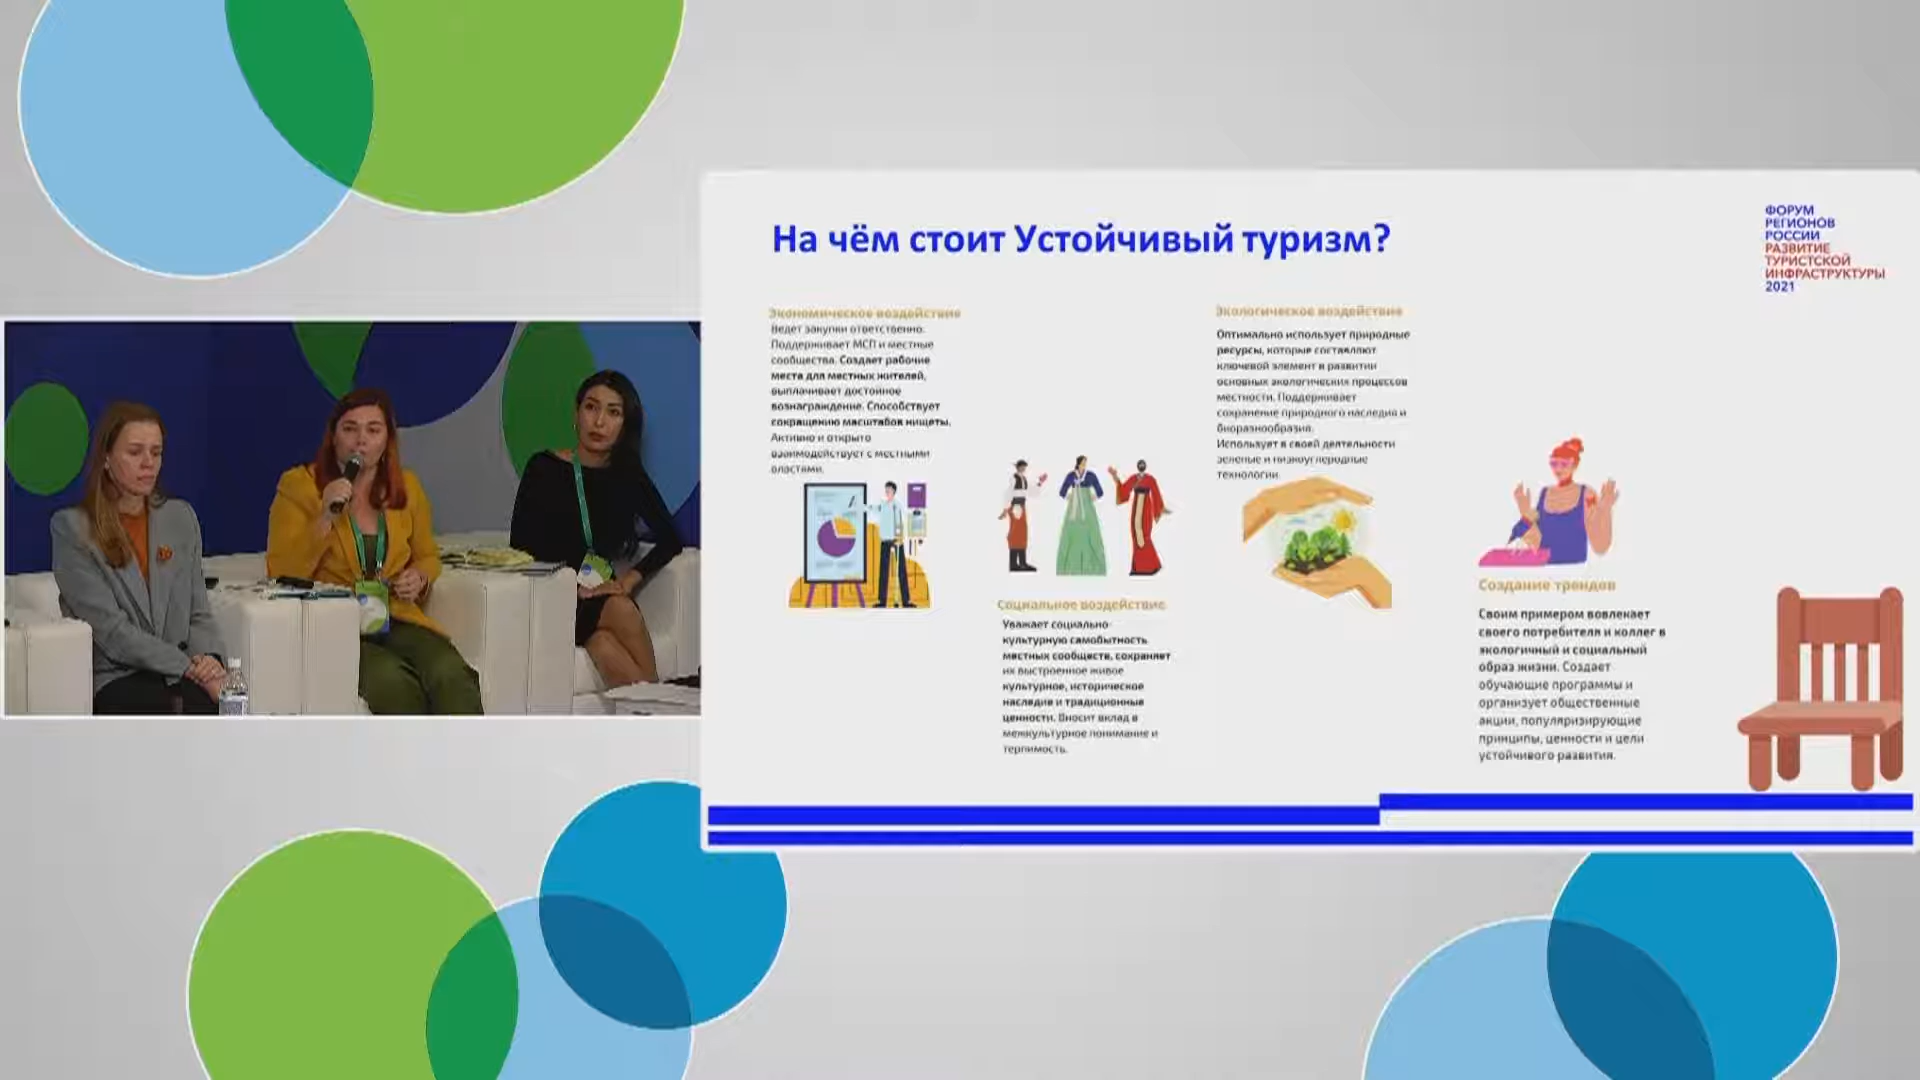 На чём стоит Устойчивый туризм?
ФОРУМ
РЕГИОНОВ
РОССИИ
РАЗВИТИЕ
ТУРИСТСКОЙ
ИНФРАСТРУКТУРЫ
2021
Экономическое воздействие
Ведет закупки ответственно.
Поддерживает МСП и местные
сообщества. Создает рабочие
места для местных жителей,
выплачивает достойное
вознаграждение. Способствует
сокращению масштабов нищеты.
Активно и открыто
взаимодействует с местными
властями.
Социальное воздействие
Уважает социально-
культурную самобытность
местных сообществ, сохраняет
их выстроенное живое
культурное, историческое
наследие и традиционные
ценности. Вносит вклад в
межкультурное понимание и
терпимость.
Экологическое воздействие
Оптимально использует природные
ресурсы, которые составляют
ключевой элемент в развитии
основных экологических процессов
местности. Поддерживает
сохранение природного наследия и
биоразнообразия.
Использует в своей деятельности
зеленые и низкоуглеродные
технологии.
Создание трендов
Своим примером вовлекает
своего потребителя и коллег в
экологичный и социальный
образ жизни. Создает
обучающие программы и
организует общественные
акции, популяризирующие
принципы, ценности и цели
устойчивого развития.